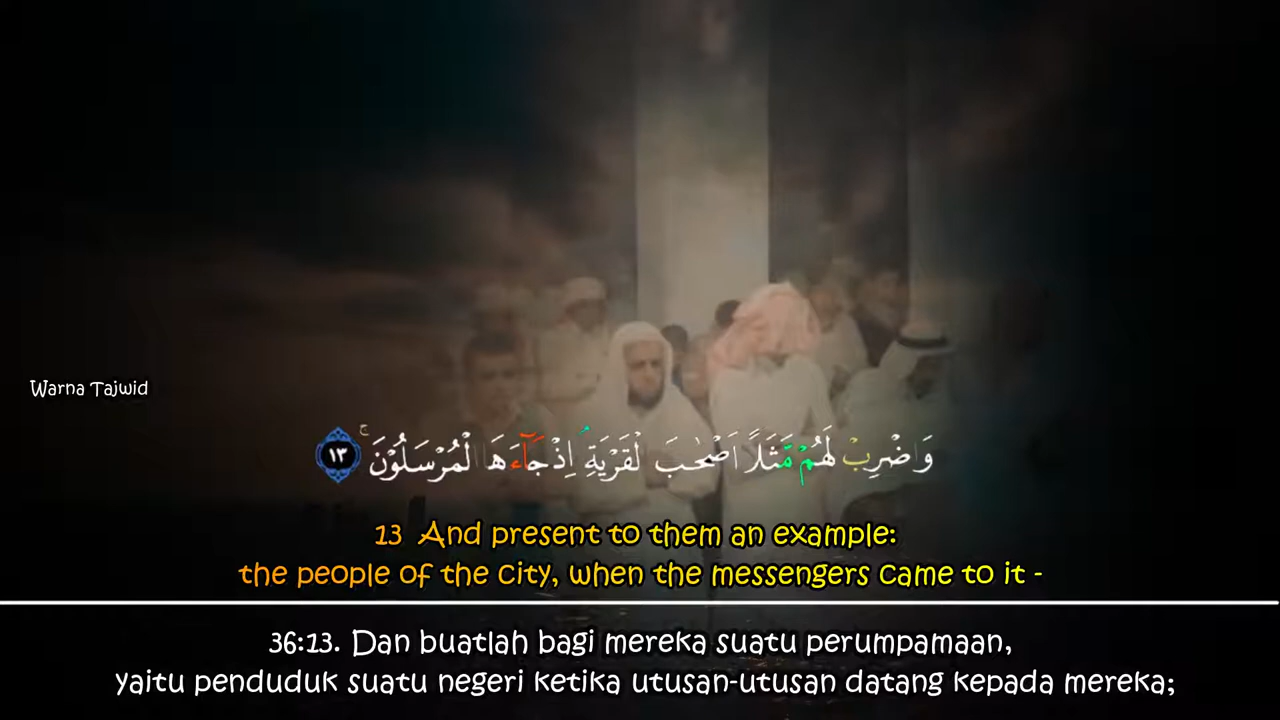 Warna Tajwid
وَاضْرِبْ لَهُمْ مَّثَلًا اَصْحٰبَ الْقَرْيَةِۘ اِذْ جَاۤءَهَا الْمُرْسَلُوْنَۚ ١٣
13 And present to them an example:
the people of the city, when the messengers came to it -
36:13. Dan buatlah bagi mereka suatu perumpamaan,
yaitu penduduk suatu negeri ketika utusan-utusan datang kepada mereka;